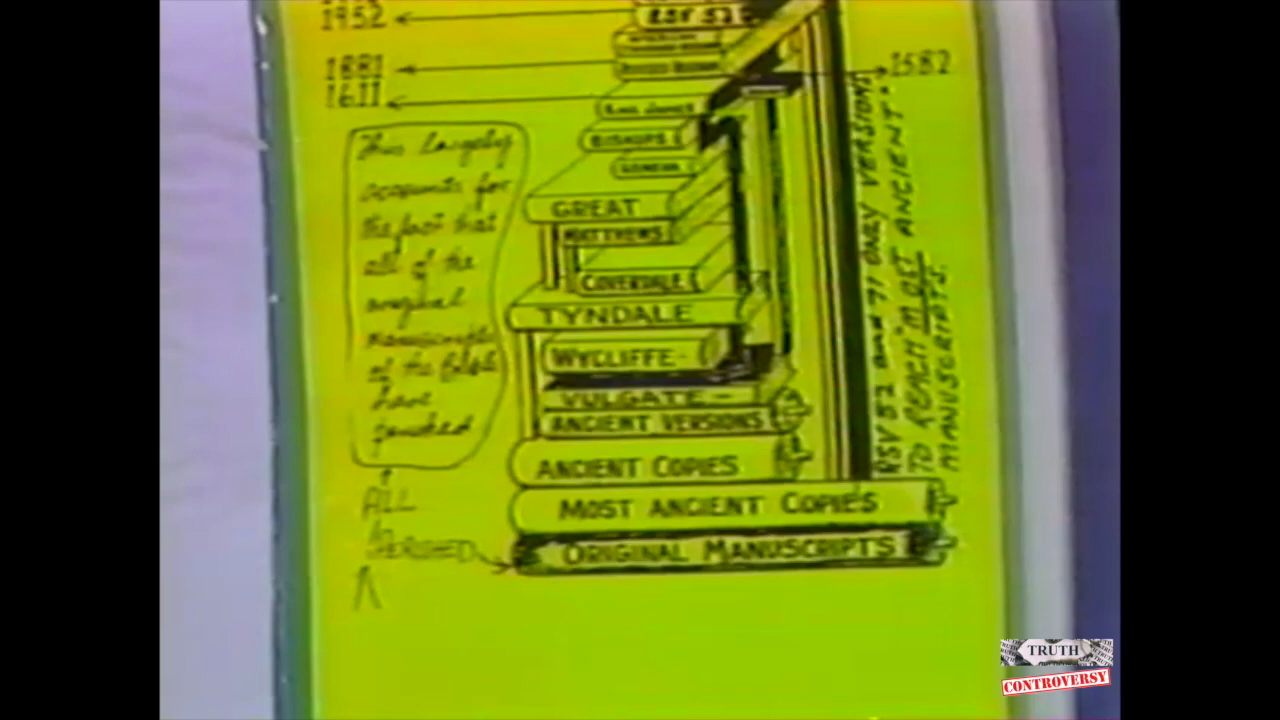 1952
RSV 52
1881
1611
1582
KING JAMES
BISHOPS
GENEVA
GREAT
MATTHEWS
COVERDALE
TYNDALE
WYCLIFFE-
VULGATE-
ANCIENT VERSIONS
ANCIENT COPIES
MOST ANCIENT COPIES
ORIGINAL MANUSCRIPTS
This largely
accounts for
the fact that
all of the
original
manuscripts
of the Bible
have
ALL
RSV 52 and 71 ONLY VERSIONS
TO REACH "MOST ANCIENT"
MANUSCRIPTS.
TRUTH
CONTROVERSY